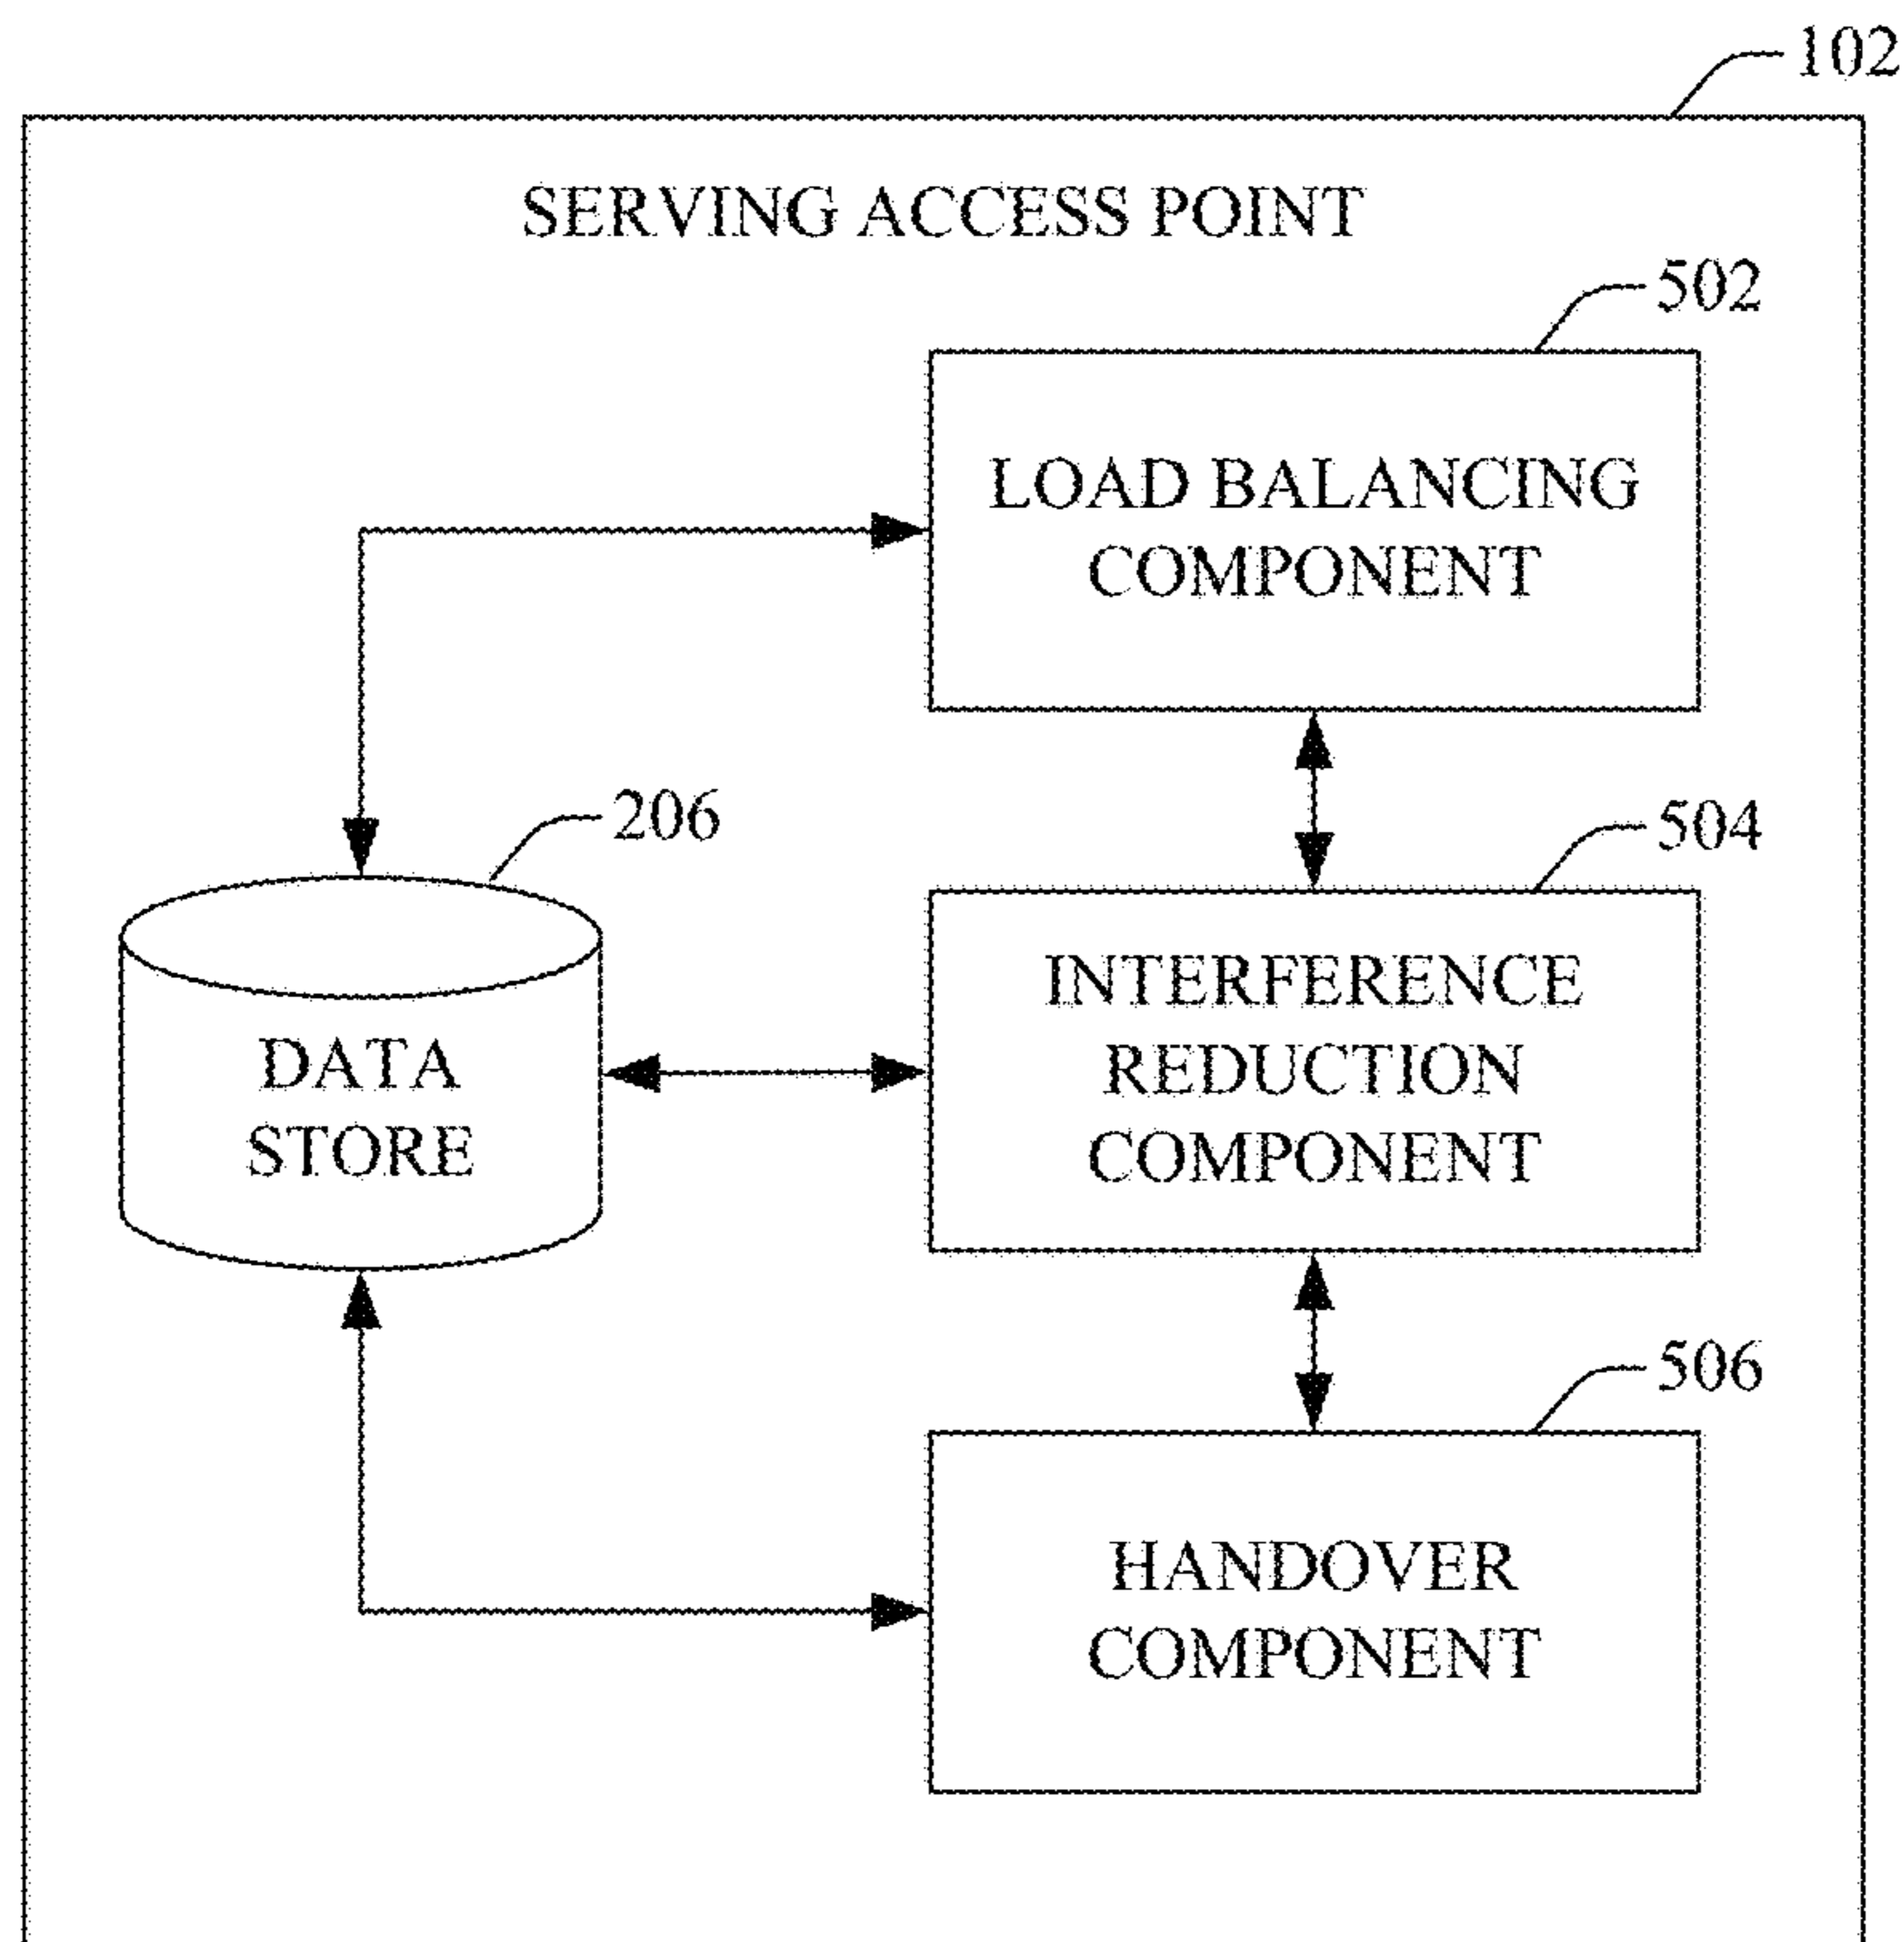 102
SERVING ACCESS POINT
502
LOAD BALANCING
COMPONENT
206
504
DATA
STORE
INTERFERENCE
REDUCTION
COMPONENT
506
HANDOVER
COMPONENT